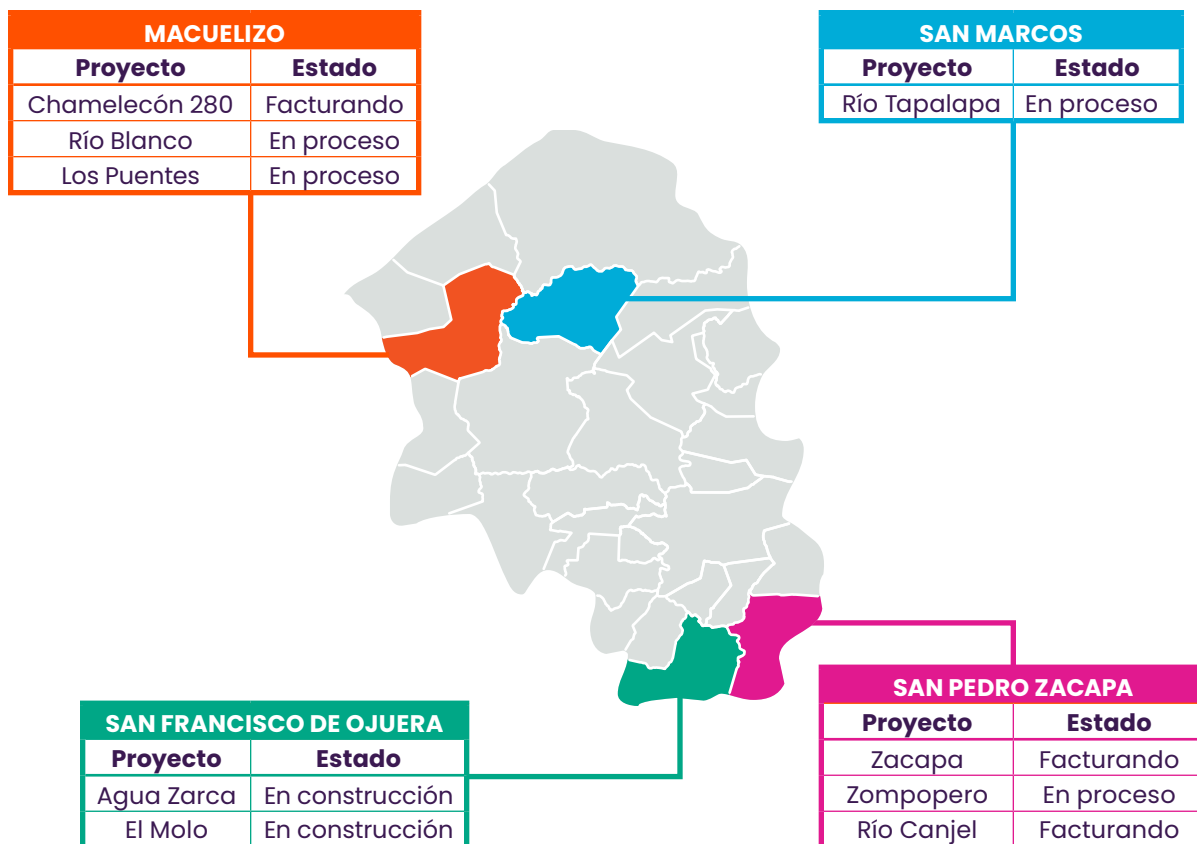 MACUELIZO
Proyecto Estado
Chamelecón 280 Facturando
Río Blanco En proceso
Los Puentes En proceso
SAN MARCOS
Proyecto Estado
Río Tapalapa En proceso
SAN FRANCISCO DE OJUERA
Proyecto Estado
Agua Zarca En construcción
El Molo En construcción
SAN PEDRO ZACAPA
Proyecto Estado
Zacapa Facturando
Zompopero En proceso
Río Canjel Facturando